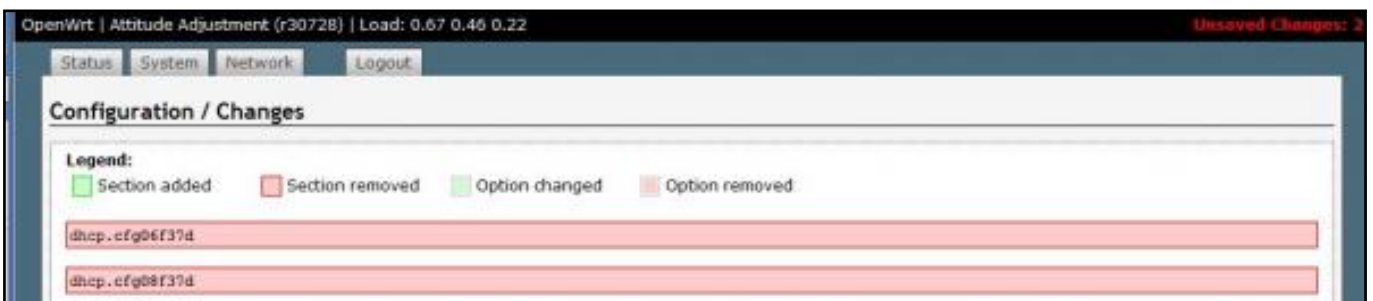 OpenWrt | Attitude Adjustment (r30728) | Load: 0.67 0.46 0.22 Unsaved Changes: 2
Status System Network Logout
Configuration / Changes
Legend:
Section added Section removed Option changed Option removed
dhcp.cfg06f37d
dhcp.cfg08f37d